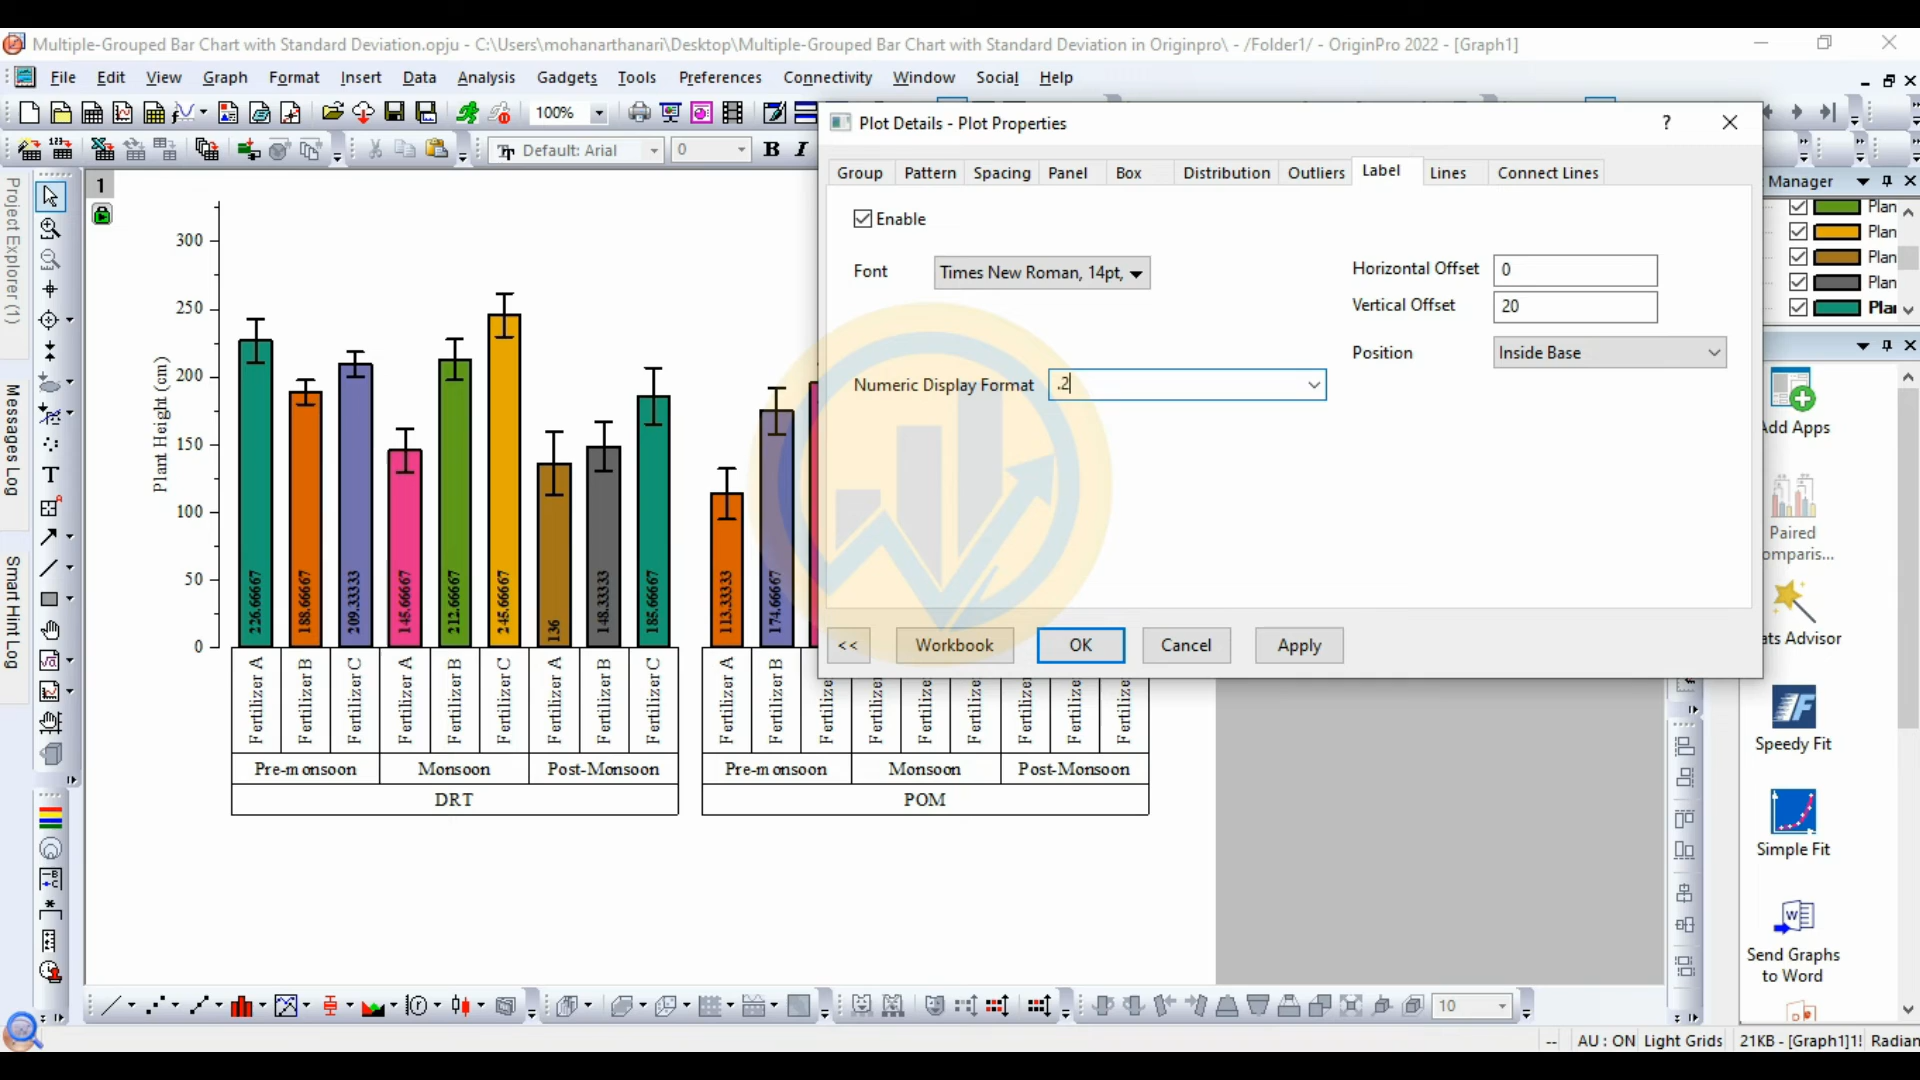 Multiple-Grouped Bar Chart with Standard Deviation.opju - C:\Users\mohanarthanari\Desktop\Multiple-Grouped Bar Chart with Standard Deviation in Originpro\ - /Folder1/ - OriginPro 2022 - [Graph1]
File Edit View Graph Format Insert Data Analysis Gadgets Tools Preferences Connectivity Window Social Help
100%
Default: Arial 0 B I
Plot Details - Plot Properties
?
Group Pattern Spacing Panel Box Distribution Outliers Label Lines Connect Lines
Enable
Font Times New Roman, 14pt,
Horizontal Offset 0
Vertical Offset 20
Position Inside Base
Numeric Display Format .2
<< Workbook OK Cancel Apply
Manager
Plan
Plan
Plan
Plan
Plan
Project Explorer (1)
Messages Log
Smart Hint Log
1
Plant Height (cm)
300
250
200
150
100
50
0
226.66667
188.66667
209.33333
145.66667
212.66667
245.66667
136
148.33333
185.66667
113.33333
174.66667
Fertilizer A
Fertilizer B
Fertilizer C
Fertilizer A
Fertilizer B
Fertilizer C
Fertilizer A
Fertilizer B
Fertilizer C
Fertilizer A
Fertilizer B
Fertilize
Fertilize
Fertilize
Fertilize
Fertilize
Fertilize
Fertilize
Pre-monsoon Monsoon Post-Monsoon Pre-monsoon Monsoon Post-Monsoon
DRT POM
Add Apps
Paired
omparis...
ats Advisor
Speedy Fit
Simple Fit
Send Graphs
to Word
10
-- AU : ON Light Grids 21KB - [Graph1]1! Radian